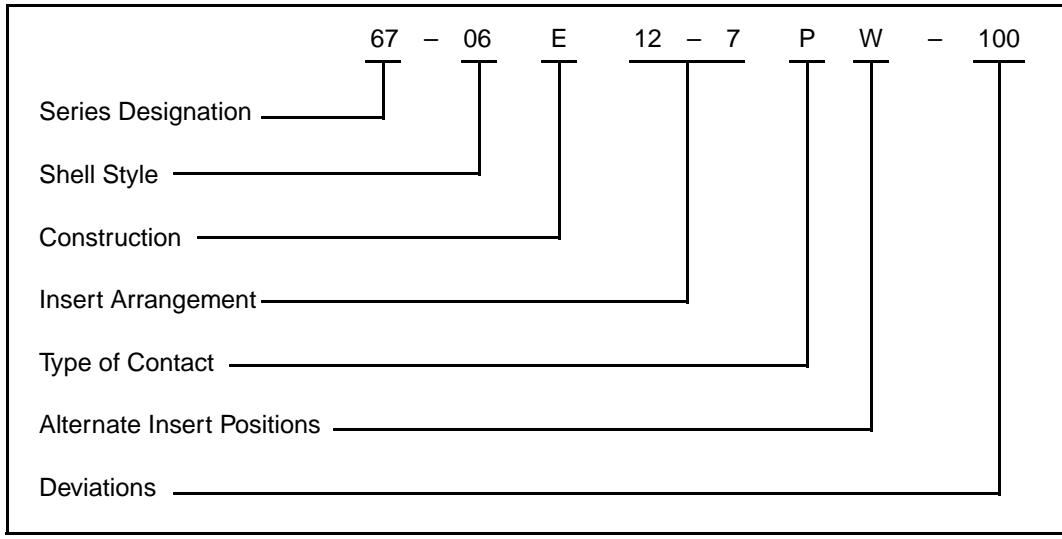 67 – 06 E 12 – 7 P W – 100
Series Designation
Shell Style
Construction
Insert Arrangement
Type of Contact
Alternate Insert Positions
Deviations